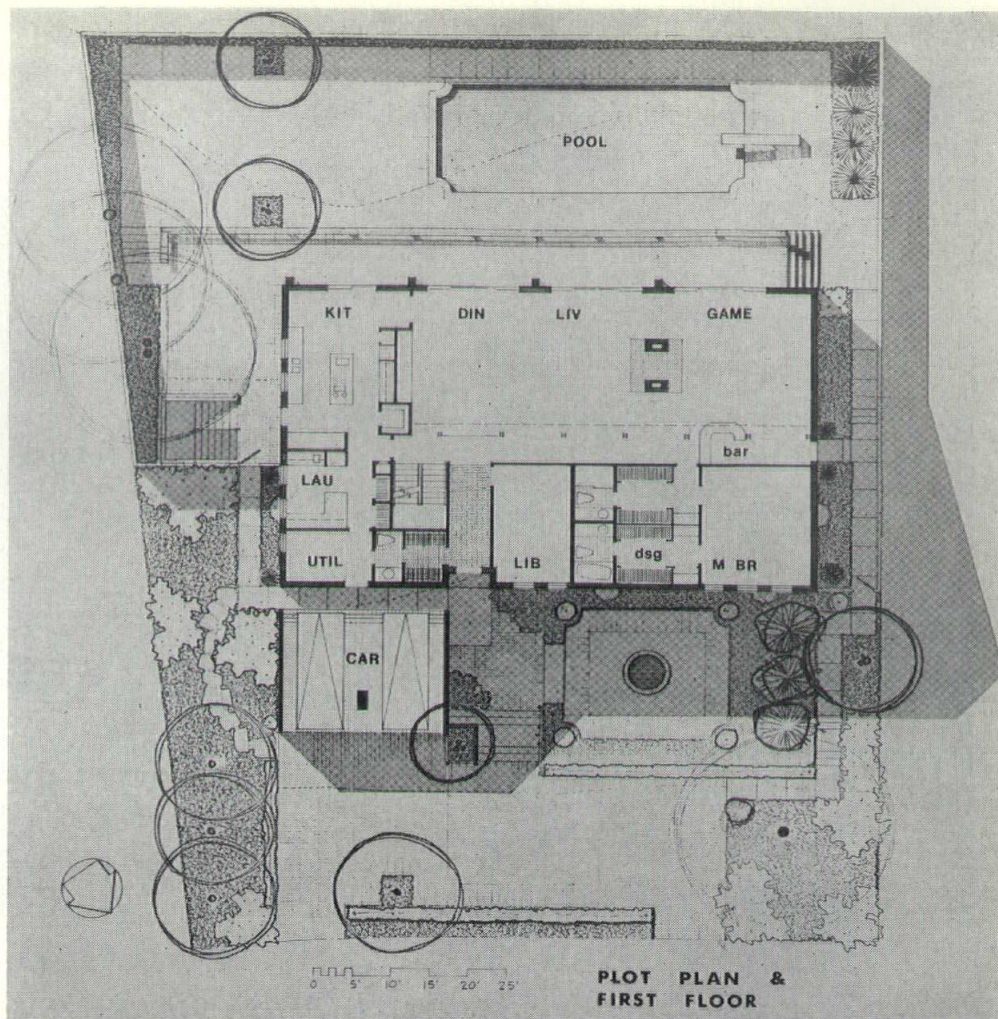 POOL
KIT
DIN
LIV
GAME
bar
LAU
UTIL
LIB
dsg
M BR
CAR
0 5' 10' 15' 20' 25'
PLOT PLAN &
FIRST FLOOR